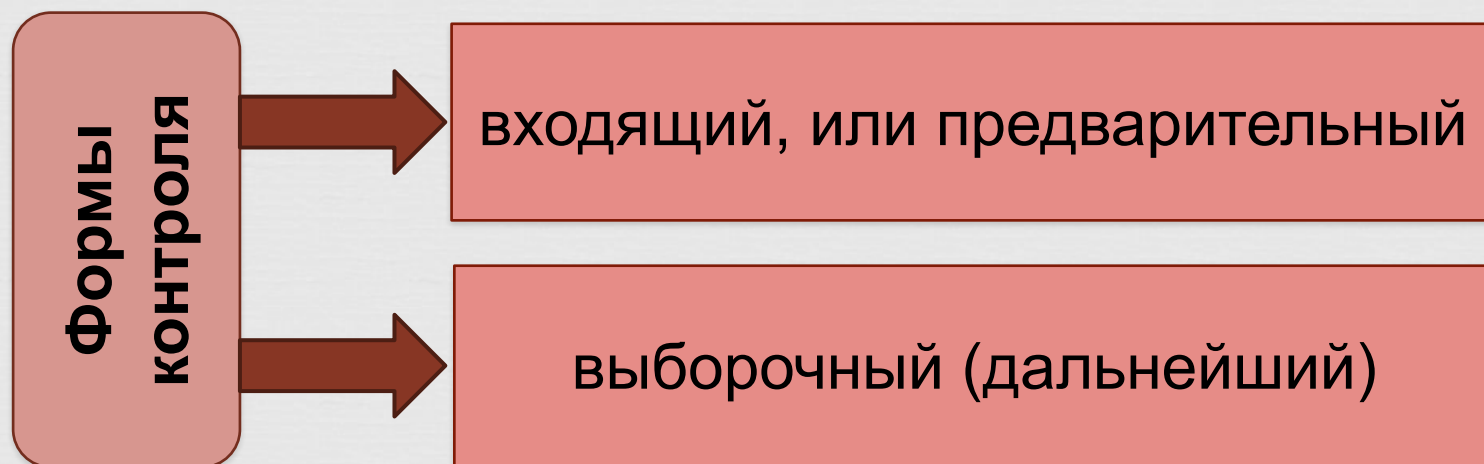 Формы
контроля
входящий, или предварительный
выборочный (дальнейший)